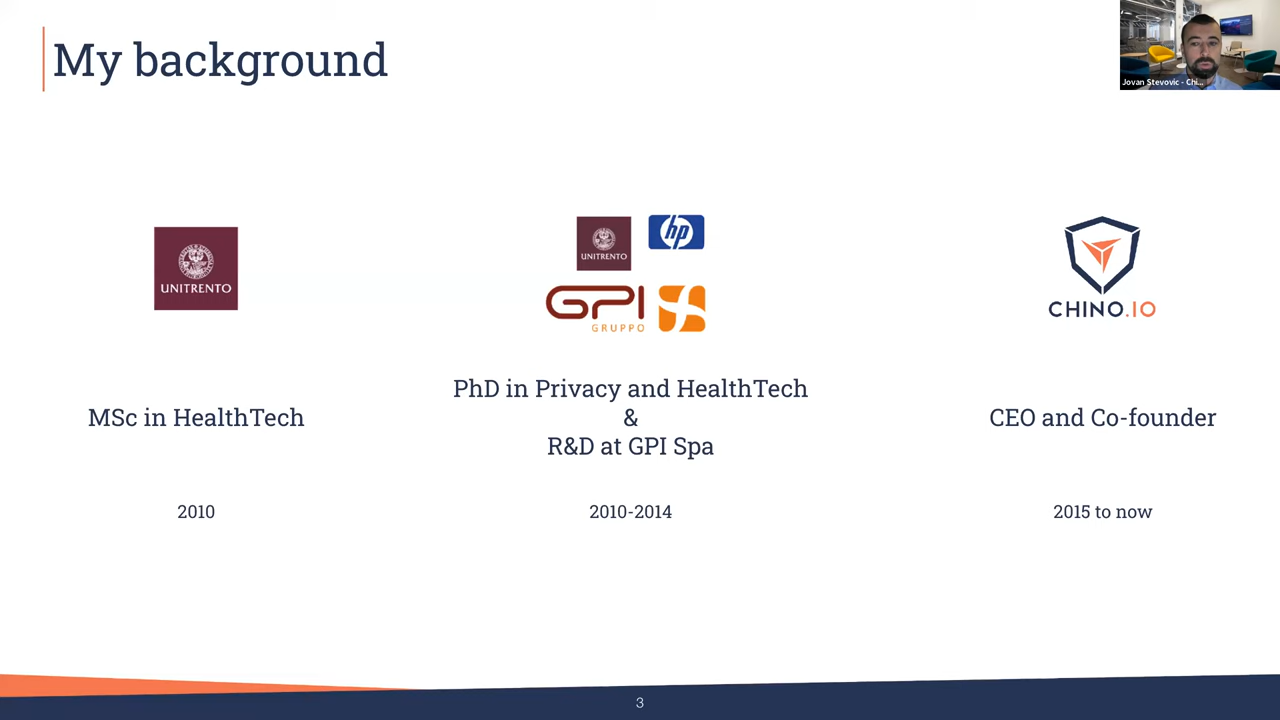 My background
Jovan Stevovic - Chi...
UNITRENTO
UNITRENTO
hp
GPI
GRUPPO
CHINO.IO
MSc in HealthTech
PhD in Privacy and HealthTech
&
R&D at GPI Spa
CEO and Co-founder
2010
2010-2014
2015 to now
3